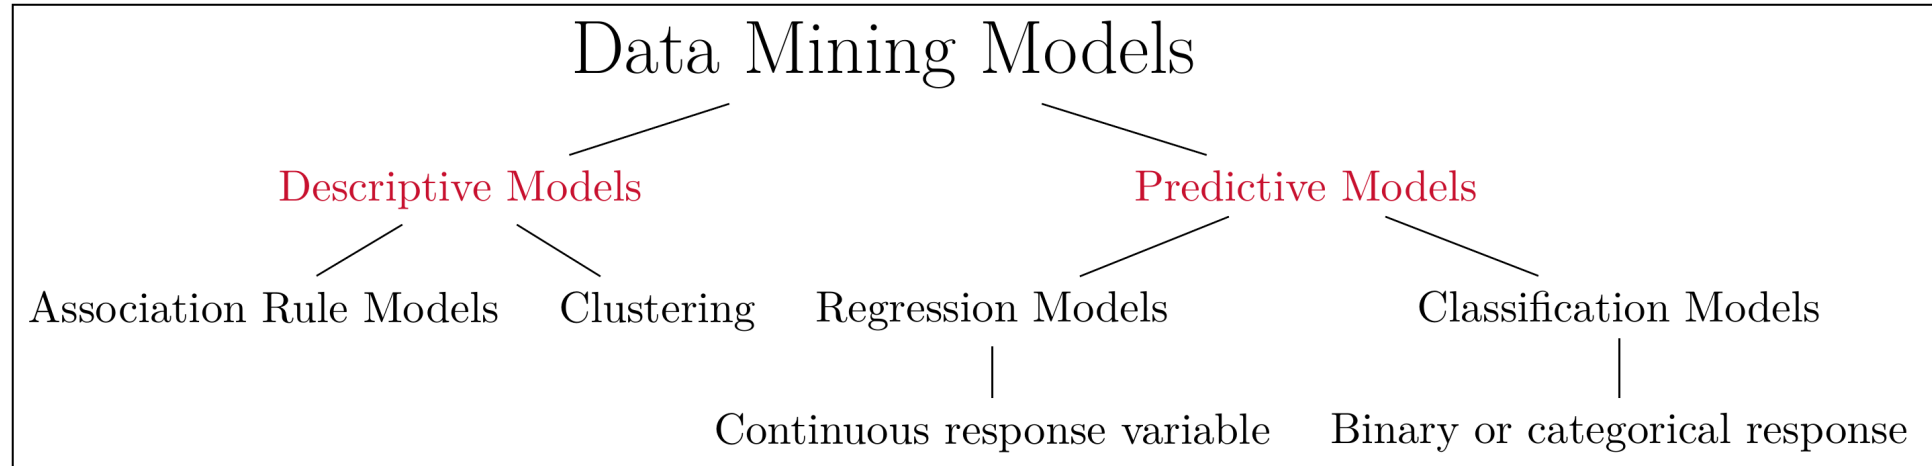 Data Mining Models
Descriptive Models
Predictive Models
Association Rule Models
Clustering
Regression Models
Classification Models
Continuous response variable
Binary or categorical response